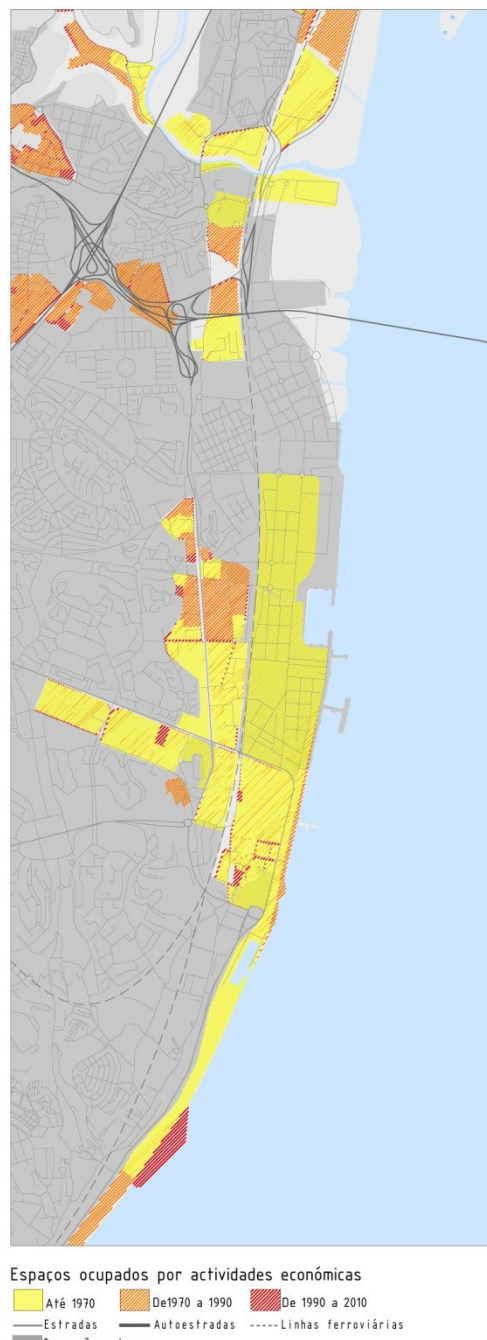 Espaços ocupados por actividades económicas
Até 1970 De1970 a 1990 De 1990 a 2010
Estradas Autoestradas Linhas ferroviárias